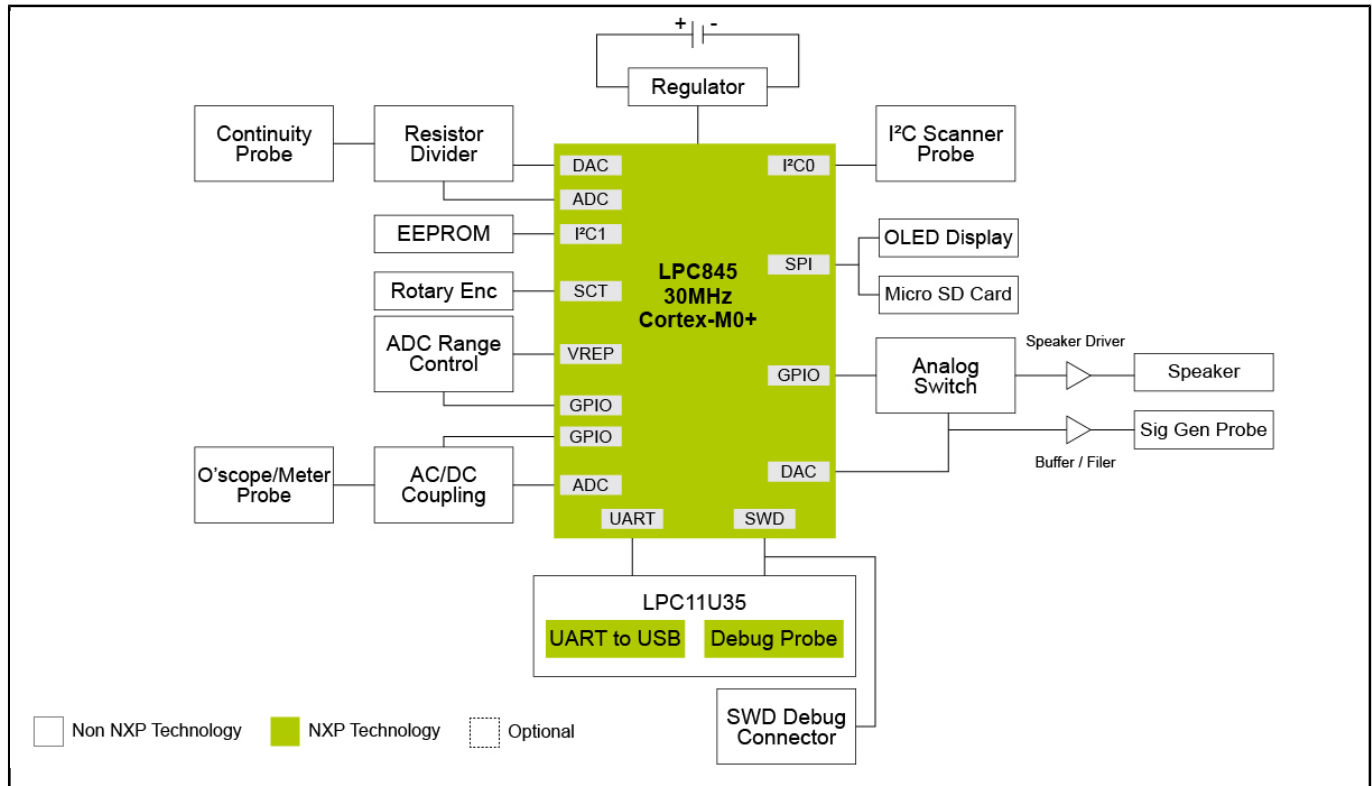 + -
Regulator
Continuity
Probe
Resistor
Divider
DAC
ADC
EEPROM
I²C1
Rotary Enc
SCT
ADC Range
Control
VREP
GPIO
GPIO
O'scope/Meter
Probe
AC/DC
Coupling
ADC
LPC845
30MHz
Cortex-M0+
I²C0
I²C Scanner
Probe
SPI
OLED Display
Micro SD Card
GPIO
Analog
Switch
Speaker Driver
Speaker
Sig Gen Probe
Buffer / Filer
DAC
UART
SWD
LPC11U35
UART to USB
Debug Probe
SWD Debug
Connector
Non NXP Technology
NXP Technology
Optional